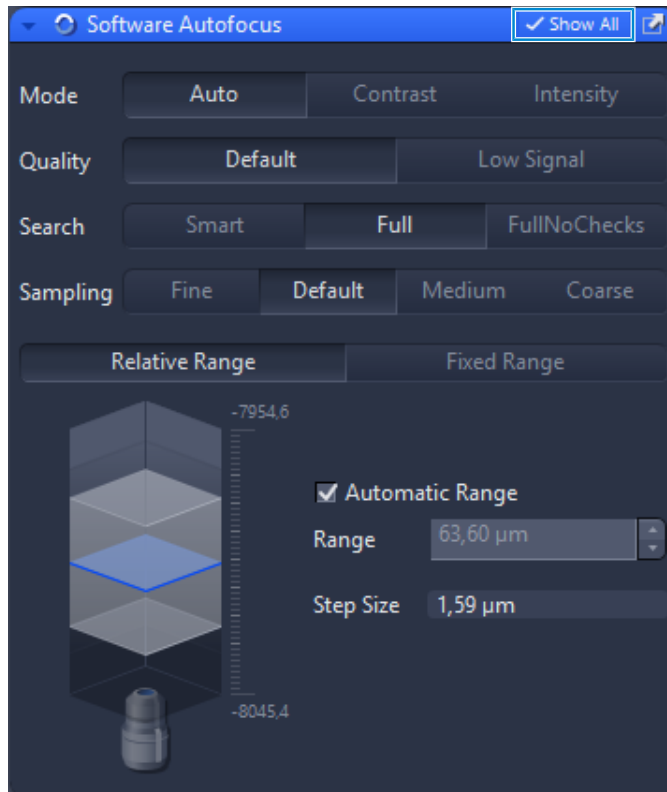 Software Autofocus Show All
Mode Auto Contrast Intensity
Quality Default Low Signal
Search Smart Full FullNoChecks
Sampling Fine Default Medium Coarse
Relative Range Fixed Range
-7954,6
Automatic Range
Range 63,60 µm
Step Size 1,59 µm
-8045,4